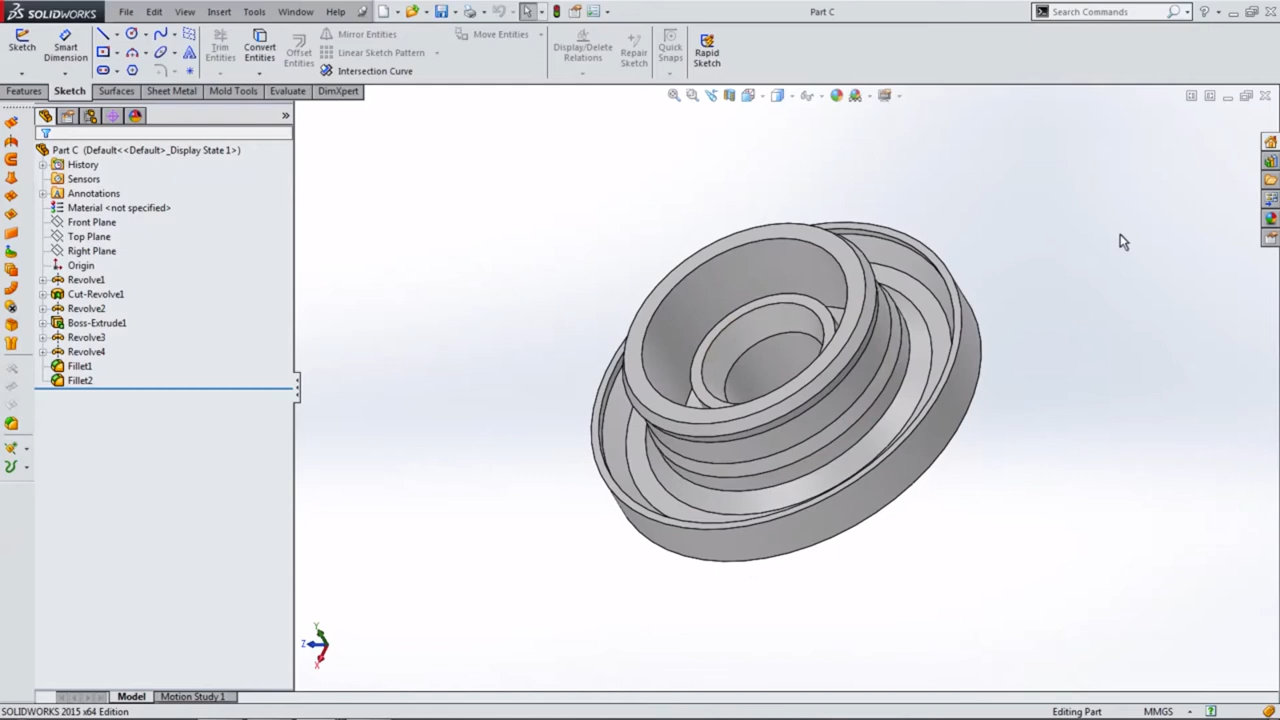 SOLIDWORKS File Edit View Insert Tools Window Help Part C Search Commands
Sketch Smart Dimension Trim Entities Convert Entities Offset Entities Mirror Entities Linear Sketch Pattern Intersection Curve Move Entities Display/Delete Relations Repair Sketch Quick Snaps Rapid Sketch
Features Sketch Surfaces Sheet Metal Mold Tools Evaluate DimXpert
Part C (Default<<Default>_Display State 1>)
History
Sensors
Annotations
Material <not specified>
Front Plane
Top Plane
Right Plane
Origin
Revolve1
Cut-Revolve1
Revolve2
Boss-Extrude1
Revolve3
Revolve4
Fillet1
Fillet2
Y
Z
X
Model Motion Study 1
SOLIDWORKS 2015 x64 Edition Editing Part MMGS